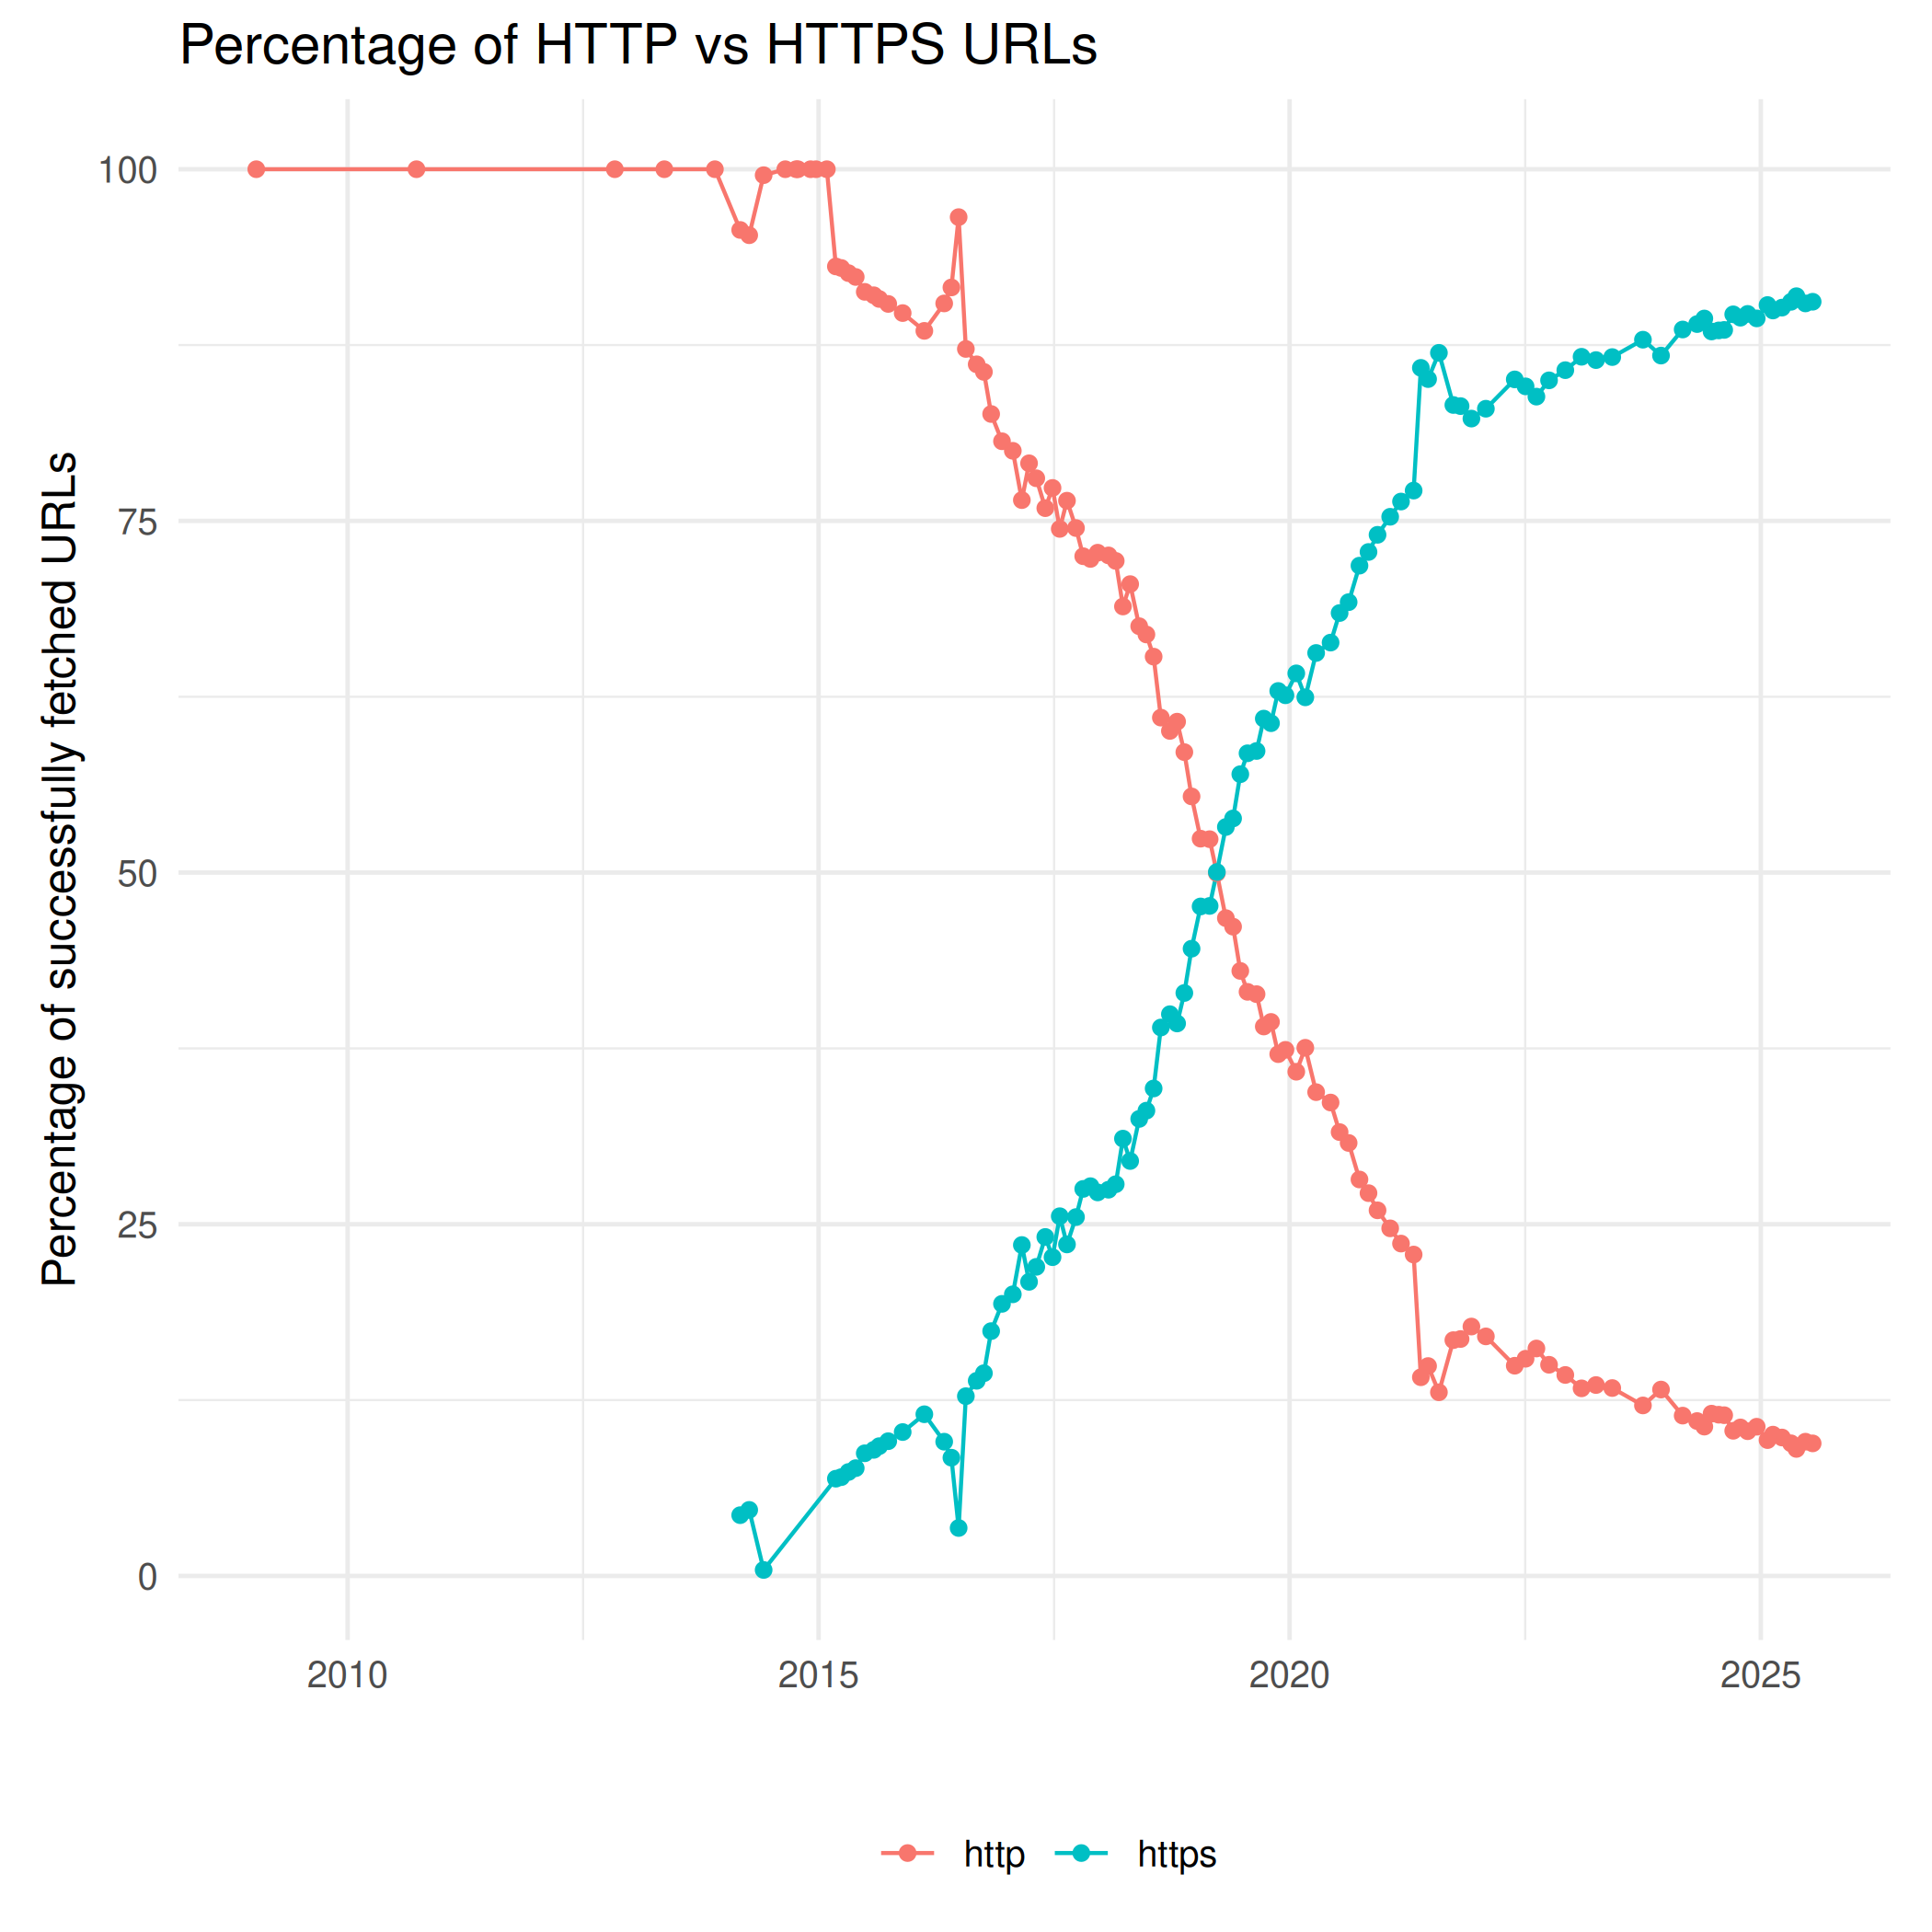 Percentage of HTTP vs HTTPS URLs
Percentage of successfully fetched URLs
100
75
50
25
0
2010
2015
2020
2025
http
https